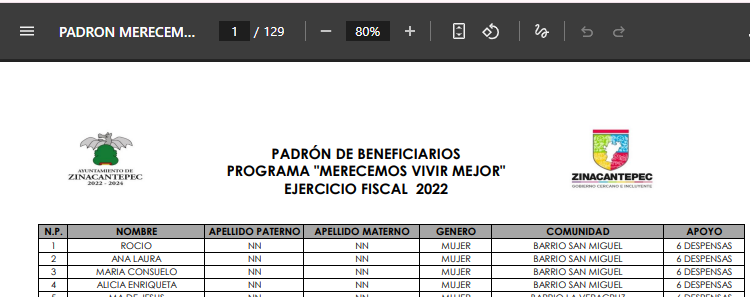 PADRON MERECEM... 1 / 129 80%
AYUNTAMIENTO DE
ZINACANTEPEC
2022 - 2024
PADRÓN DE BENEFICIARIOS
PROGRAMA "MERECEMOS VIVIR MEJOR"
EJERCICIO FISCAL 2022
ZINACANTEPEC
GOBIERNO CERCANO E INCLUYENTE
N.P. NOMBRE APELLIDO PATERNO APELLIDO MATERNO GENERO COMUNIDAD APOYO
1 ROCIO NN NN MUJER BARRIO SAN MIGUEL 6 DESPENSAS
2 ANA LAURA NN NN MUJER BARRIO SAN MIGUEL 6 DESPENSAS
3 MARIA CONSUELO NN NN MUJER BARRIO SAN MIGUEL 6 DESPENSAS
4 ALICIA ENRIQUETA NN NN MUJER BARRIO SAN MIGUEL 6 DESPENSAS
5 MA DE JESUS NN NN MUJER BARRIO LA VERACRUZ 6 DESPENSAS